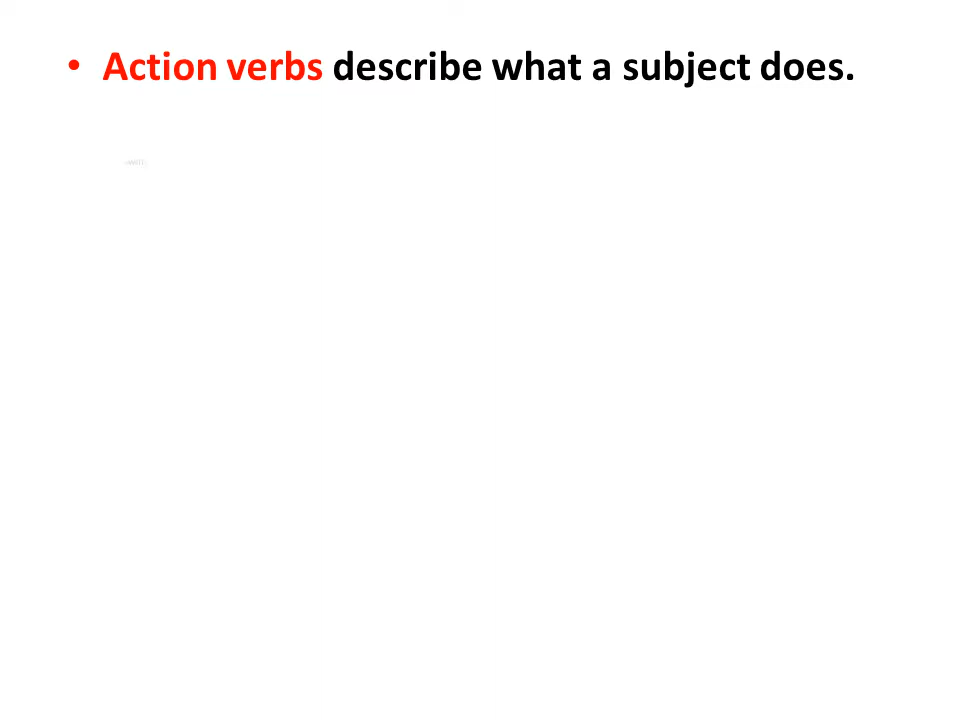 • Action verbs describe what a subject does.